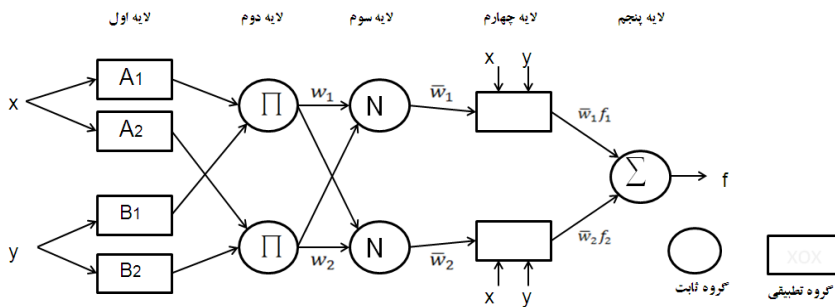 لایه اول
لایه دوم
لایه سوم
لایه چهارم
لایه پنجم
x
y
A1
A2
B1
B2
∏
∏
w₁
w₂
N
N
w̅₁
w̅₂
x y
x y
w̅₁f₁
w̅₂f₂
∑
f
گروه ثابت
xox
گروه تطبیقی